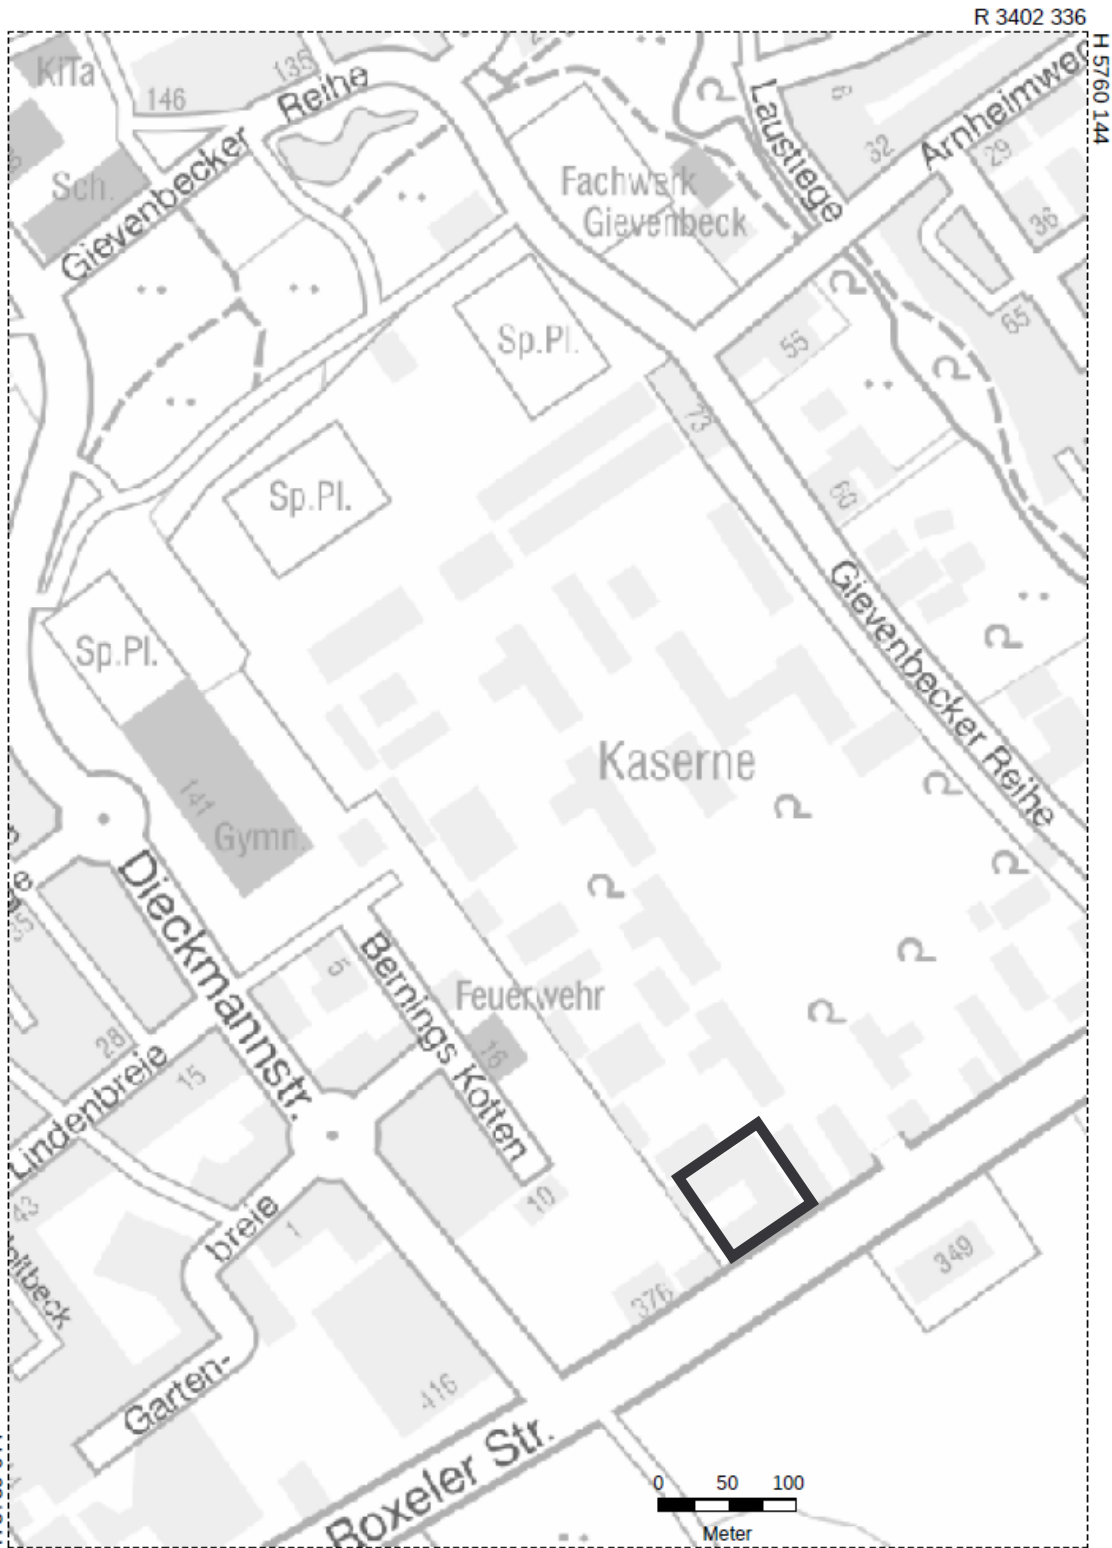 R 3402 336
H 5760 144
KiTa
135
146
Reihe
Gievenbecker
Sch.
Laustiege
9
32
Arnheimweg
29
36
Fachwerk
Gievenbeck
65
55
Sp.Pl.
73
Sp.Pl.
60
Gievenbecker Reihe
Sp.Pl.
Kaserne
141
Gymn.
Dieckmannstr.
5
Bernings Kotten
Feuerwehr
16
28
15
Lindenbreie
10
43
1
breie
349
376
Garten-
416
Roxeler Str.
0 50 100
Meter